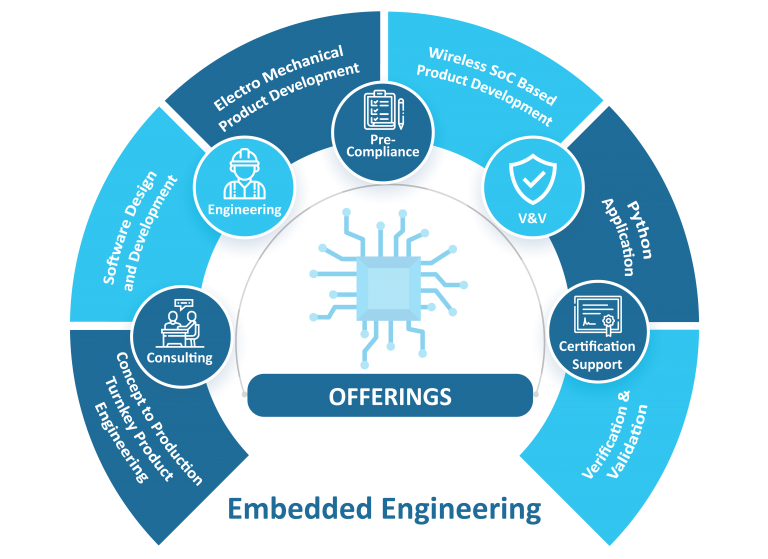 Electro Mechanical
Product Development
Wireless SoC Based
Product Development
Software Design
and Development
Python
Application
Concept to Production
Turnkey Product
Engineering
Verification &
Validation
Pre-
Compliance
Engineering
V&V
Consulting
Certification
Support
OFFERINGS
Embedded Engineering